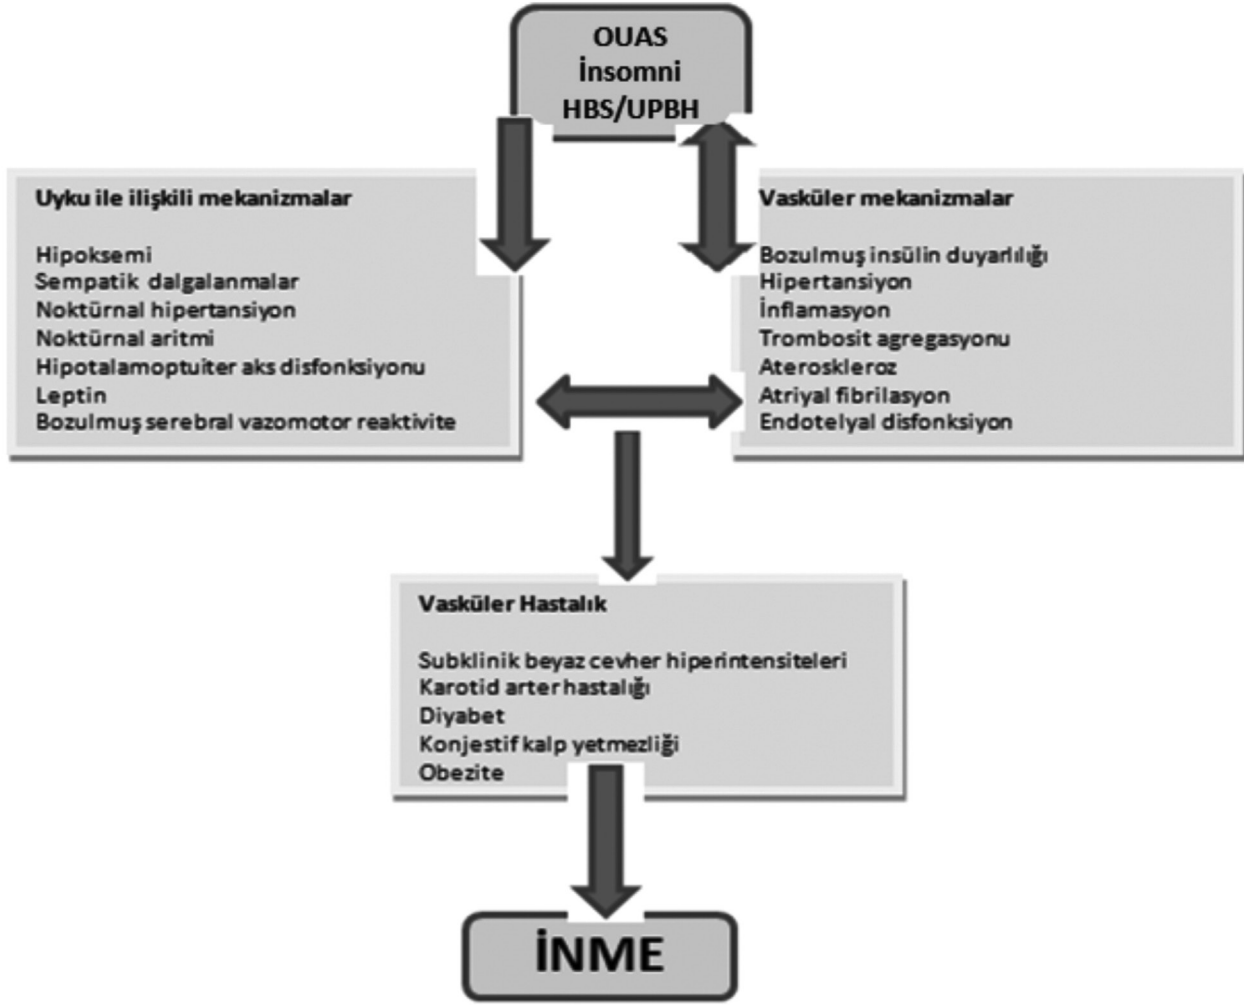 OUAS
İnsomni
HBS/UPBH
Uyku ile ilişkili mekanizmalar
Hipoksemi
Sempatik dalgalanmalar
Noktürnal hipertansiyon
Noktürnal aritmi
Hipotalamoptuiter aks disfonksiyonu
Leptin
Bozulmuş serebral vazomotor reaktivite
Vasküler mekanizmalar
Bozulmuş insülin duyarlılığı
Hipertansiyon
İnflamasyon
Trombosit agregasyonu
Ateroskleroz
Atriyal fibrilasyon
Endotelyal disfonksiyon
Vasküler Hastalık
Subklinik beyaz cevher hiperintensiteleri
Karotid arter hastalığı
Diyabet
Konjestif kalp yetmezliği
Obezite
İNME